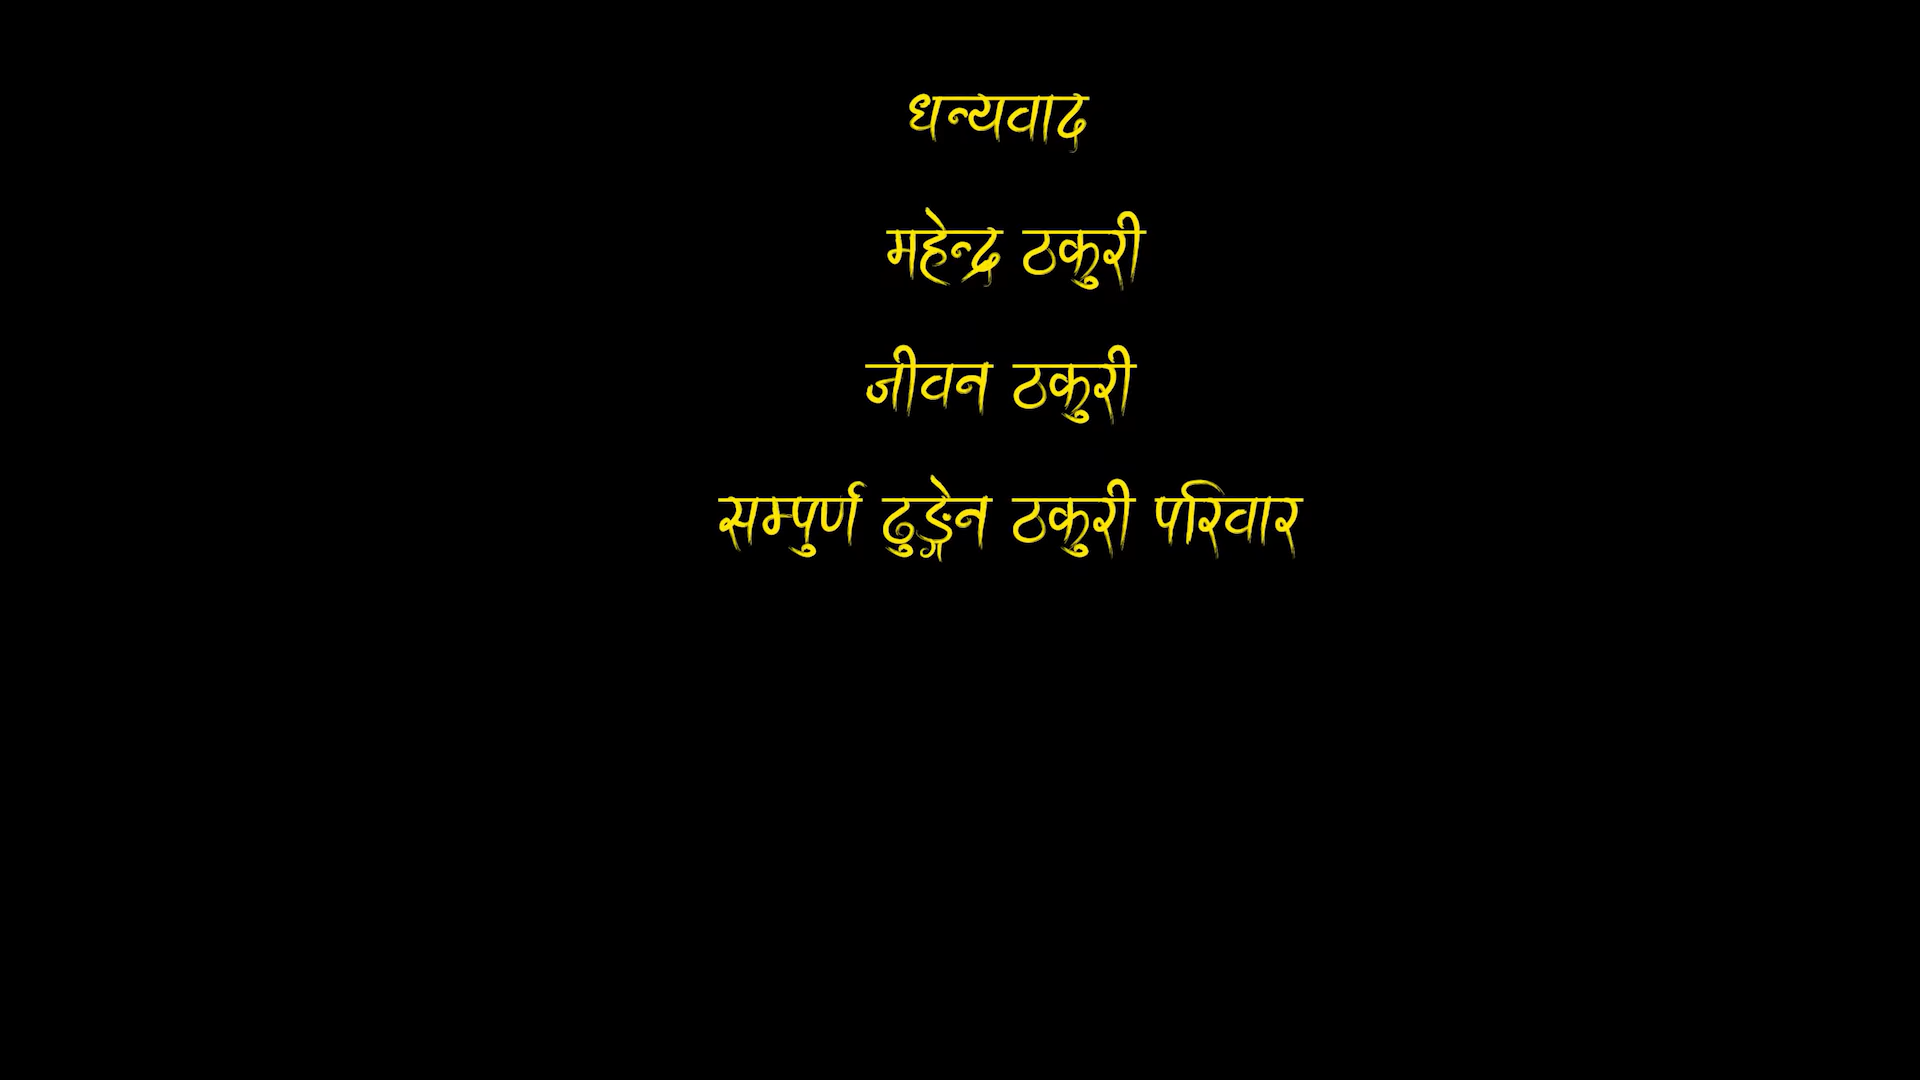 धन्यवाद
महेन्द्र ठकुरी
जीवन ठकुरी
सम्पुर्ण ढुङ्गेन ठकुरी परिवार